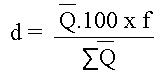 d = Q̅.100 x f
∑Q̅